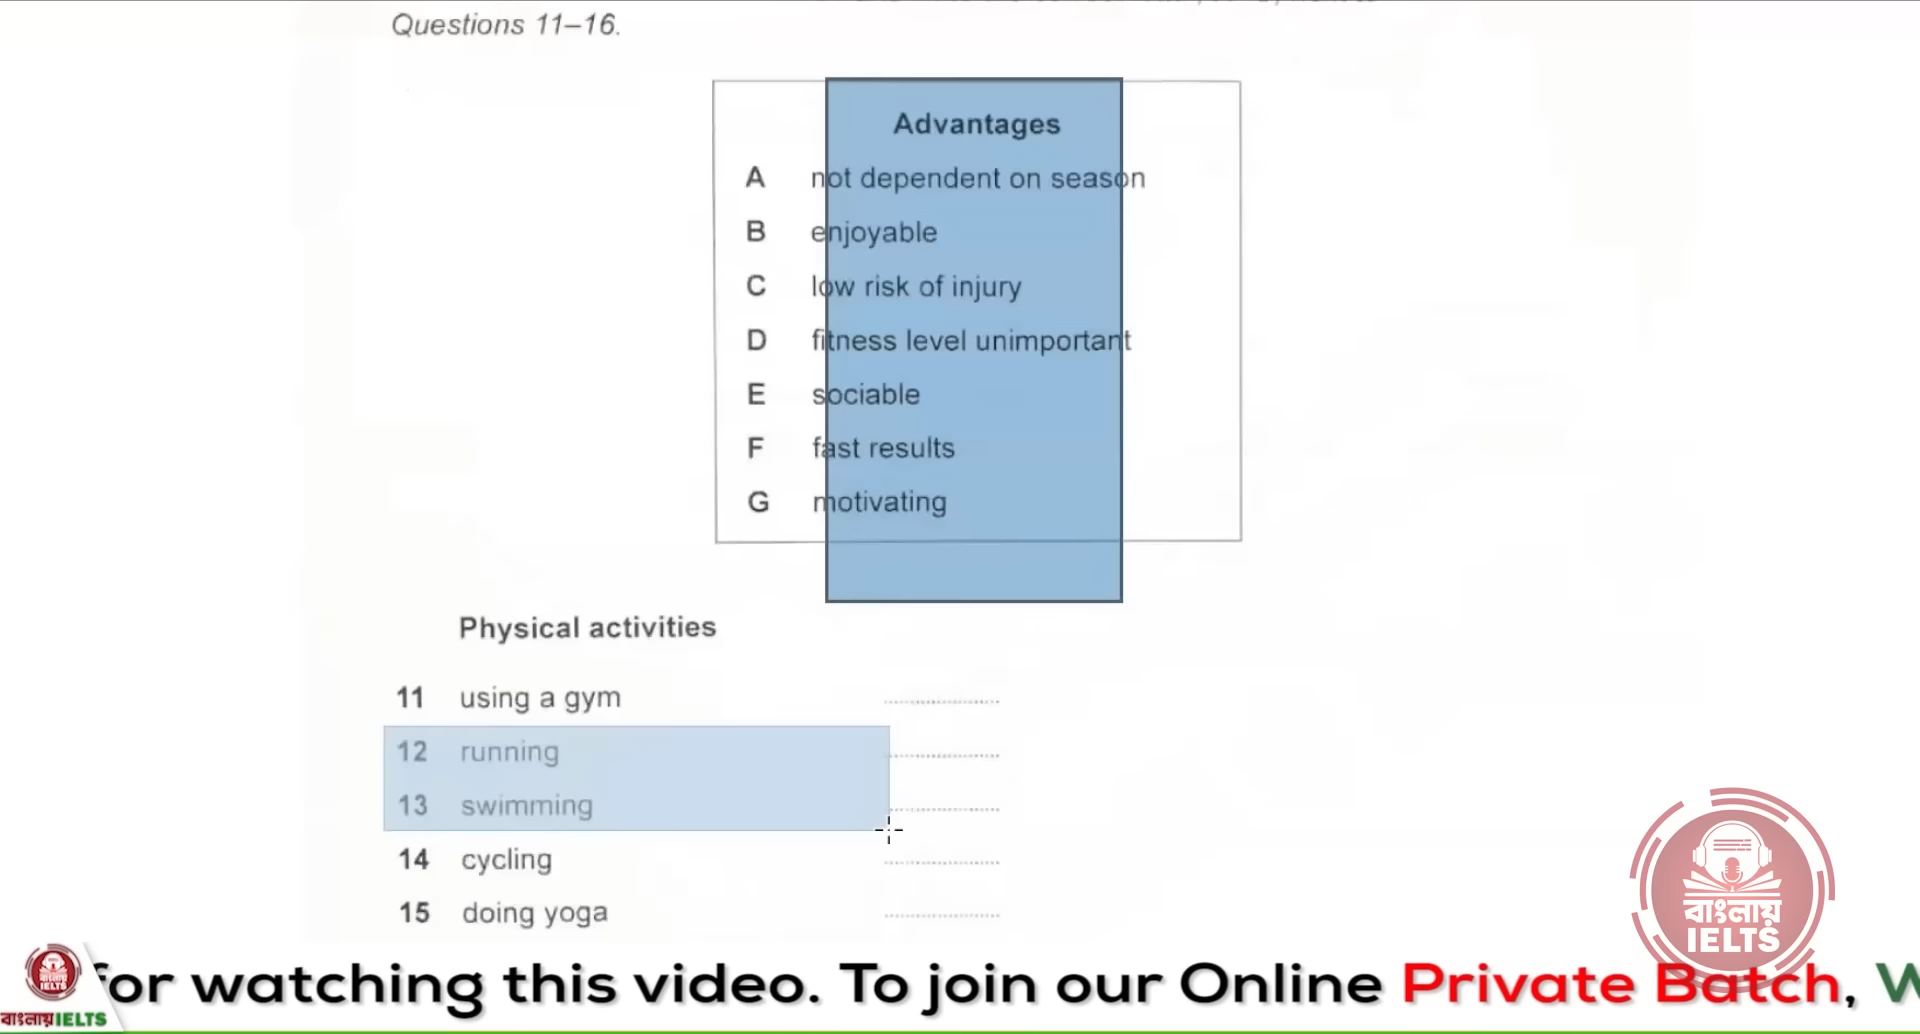 Questions 11–16.
Advantages
A not dependent on season
B enjoyable
C low risk of injury
D fitness level unimportant
E sociable
F fast results
G motivating
Physical activities
11 using a gym ....................
12 running ....................
13 swimming ....................
14 cycling ....................
15 doing yoga ....................
বাংলায়
IELTS
for watching this video. To join our Online Private Batch, W
IELTS
বাংলায়IELTS